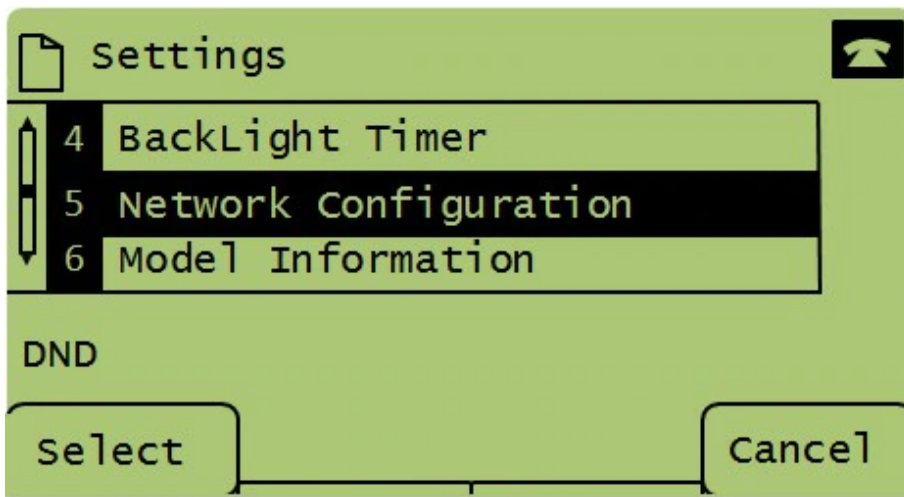 Settings
4 BackLight Timer
5 Network Configuration
6 Model Information
DND
Select Cancel